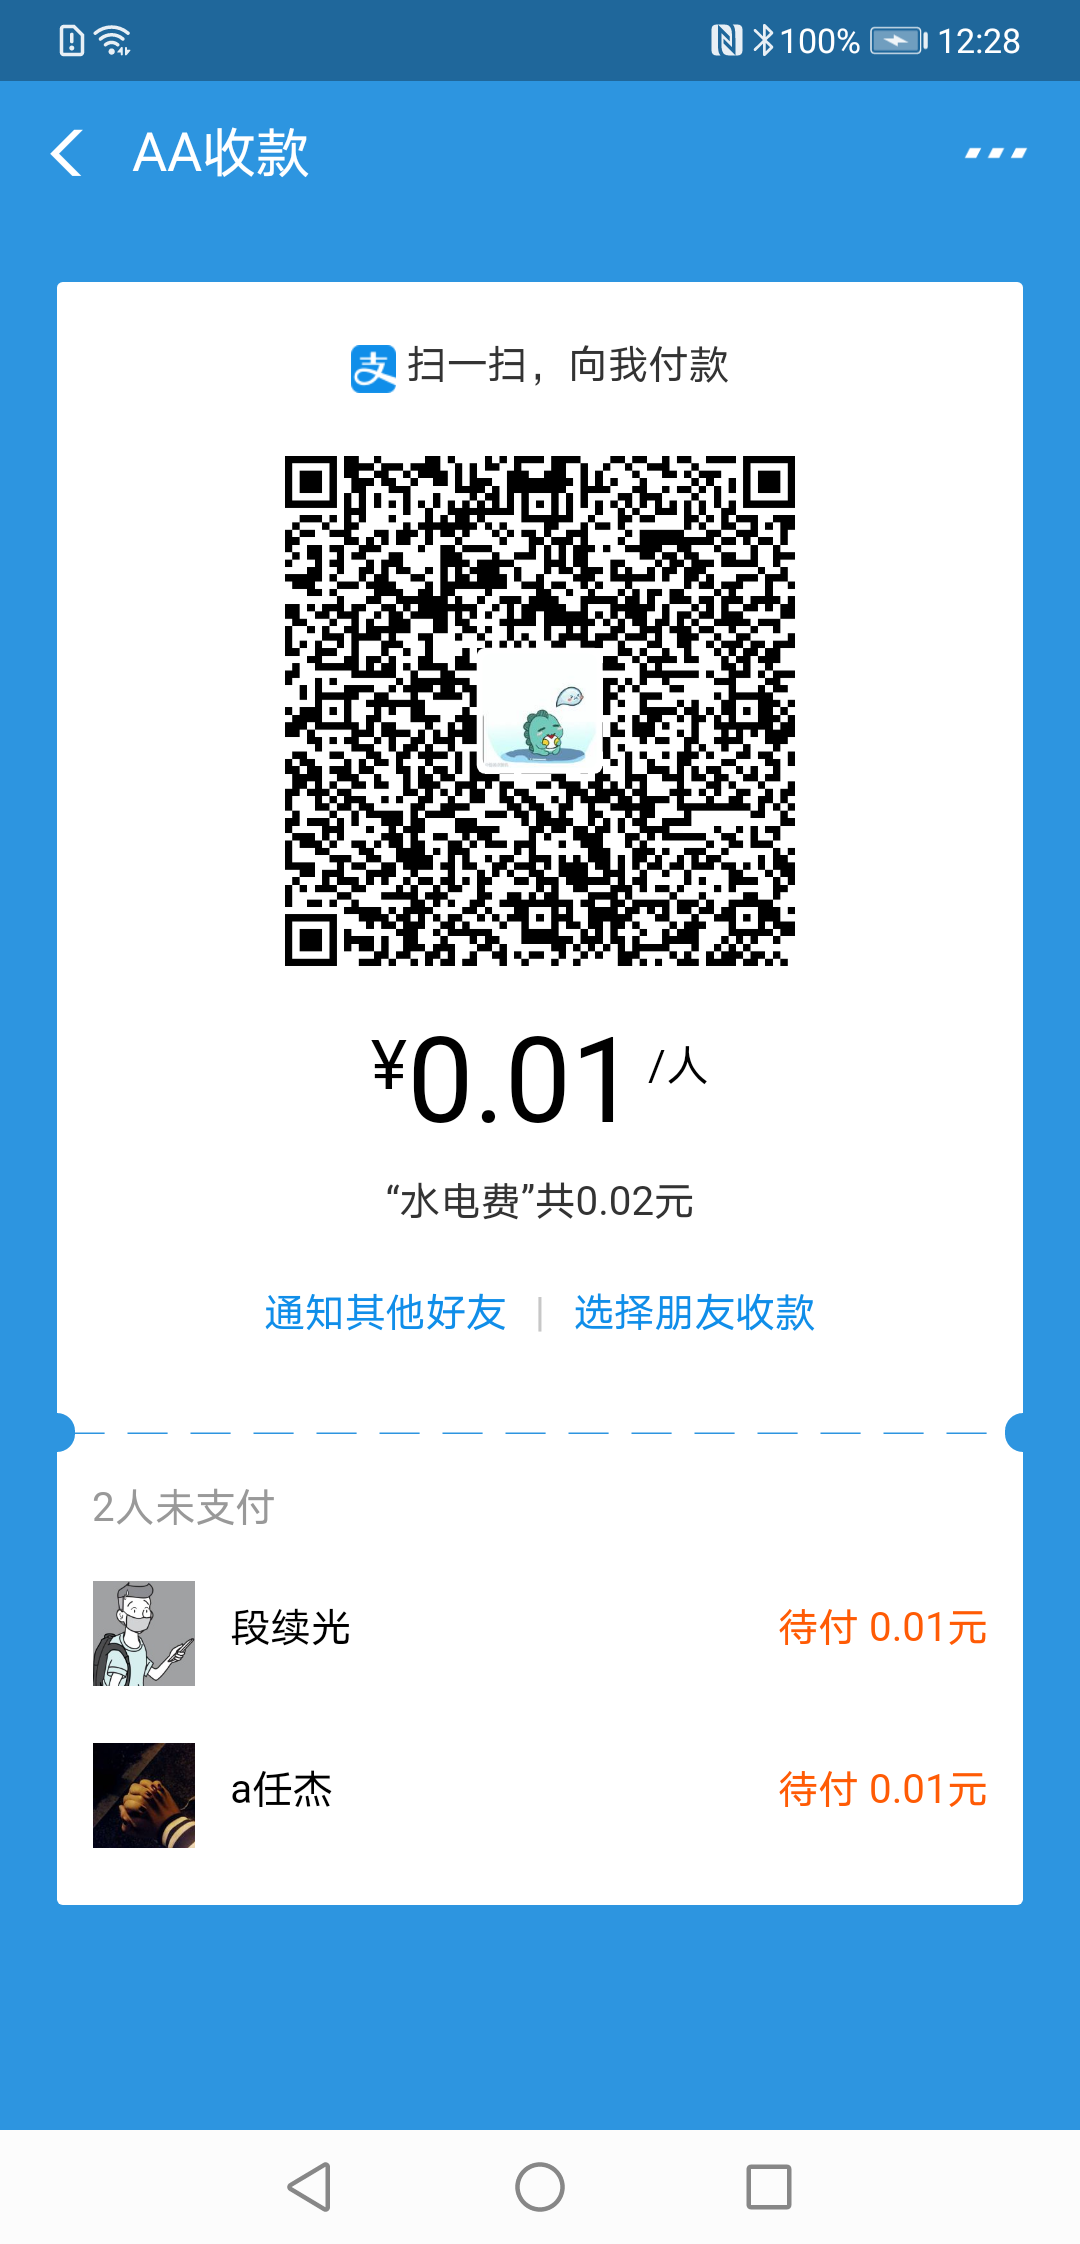 100% 12:28
AA收款
支 扫一扫，向我付款
¥0.01 /人
“水电费”共0.02元
通知其他好友 | 选择朋友收款
2人未支付
段续光 待付 0.01元
a任杰 待付 0.01元